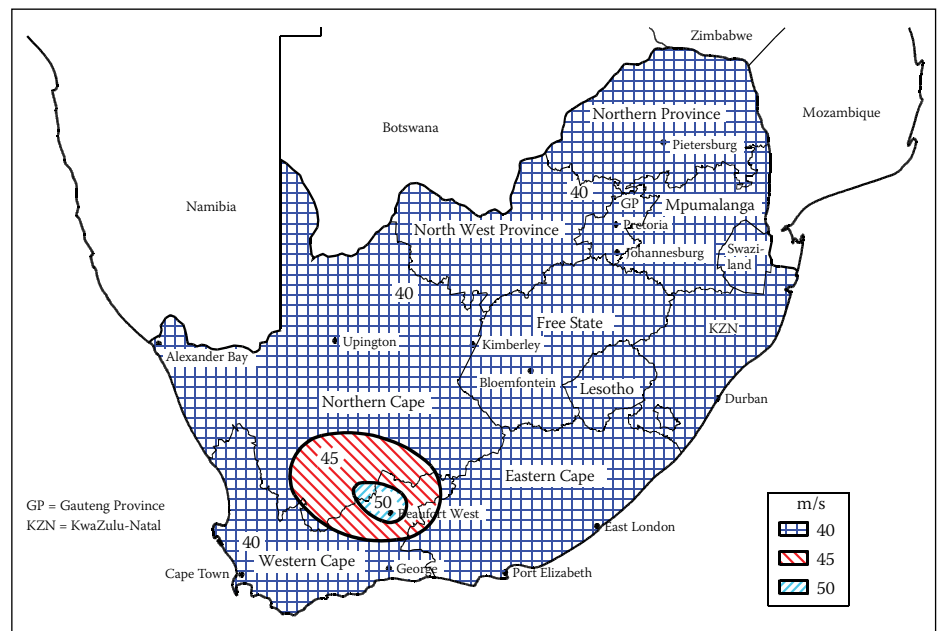 Zimbabwe
Mozambique
Northern Province
Botswana
Pietersburg
40
GP
Mpumalanga
Namibia
Pretoria
North West Province
Johannesburg
Swazi-
land
40
Free State
KZN
Upington
Kimberley
Alexander Bay
Bloemfontein
Lesotho
Northern Cape
Durban
45
Eastern Cape
50
Beaufort West
GP = Gauteng Province
KZN = KwaZulu-Natal
East London
40
Western Cape
Cape Town
George
Port Elizabeth
m/s
40
45
50